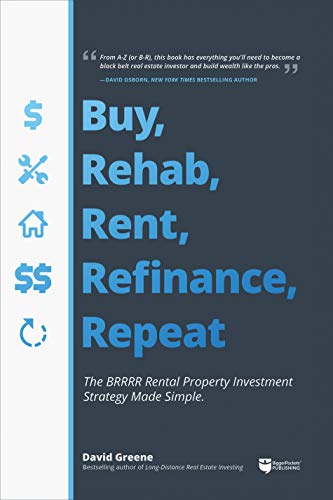 “ From A-Z (or B-R), this book has everything you'll need to become a
black belt real estate investor and build wealth like the pros. ”
—DAVID OSBORN, NEW YORK TIMES BESTSELLING AUTHOR
$
Buy,
Rehab,
Rent,
$$
Refinance,
Repeat
The BRRRR Rental Property Investment
Strategy Made Simple.
David Greene
Bestselling author of Long-Distance Real Estate Investing
BiggerPockets®
PUBLISHING